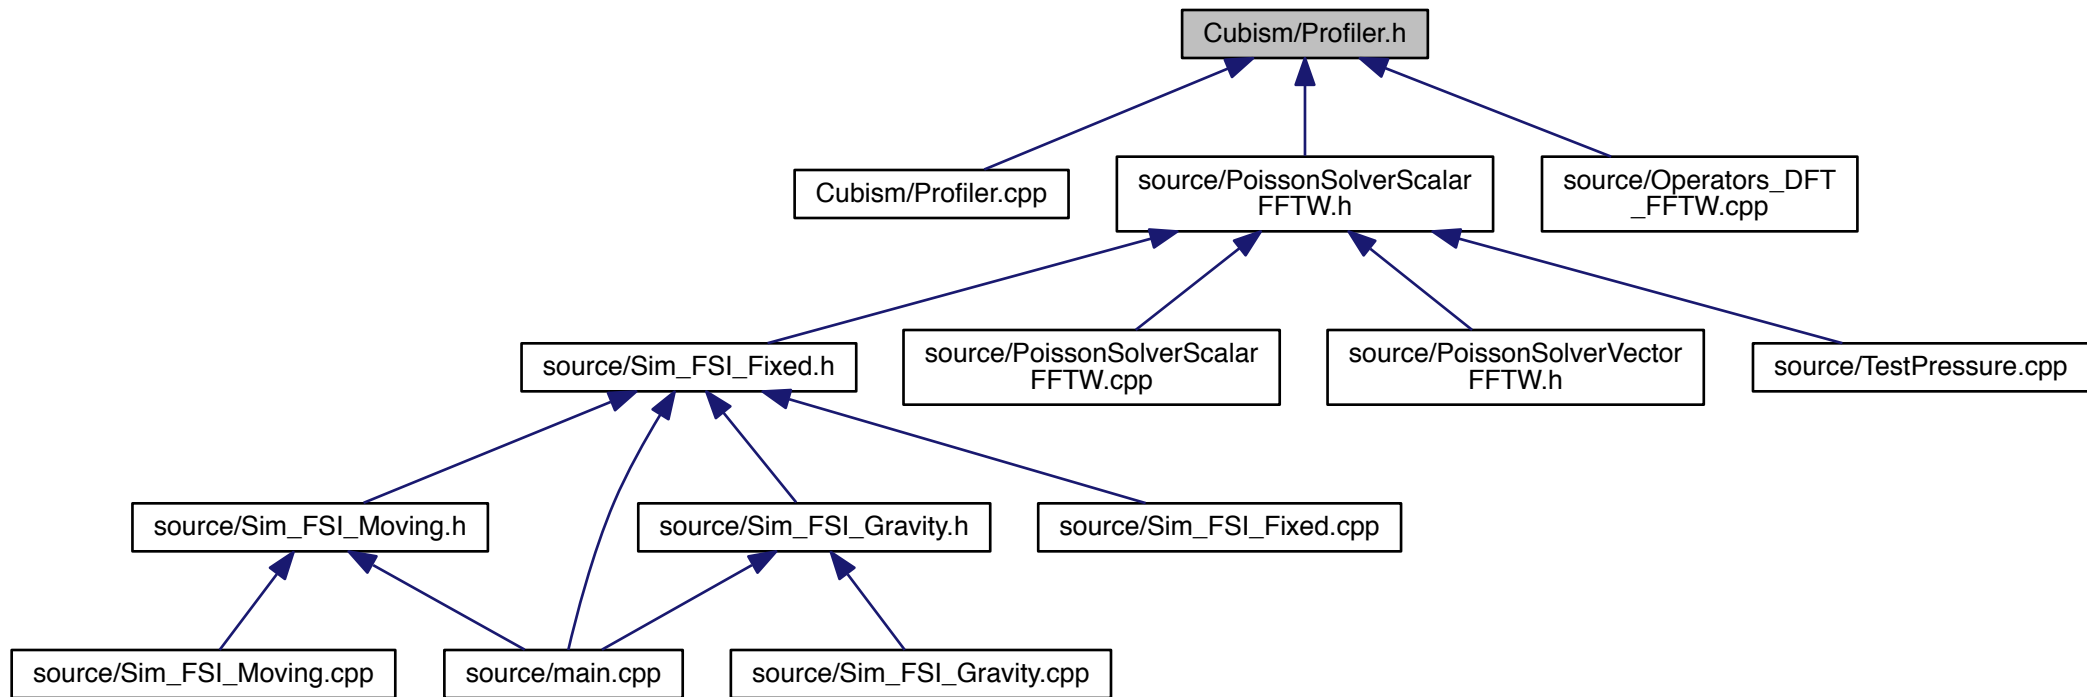 Cubism/Profiler.h
Cubism/Profiler.cpp
source/PoissonSolverScalar
FFTW.h
source/Operators_DFT
_FFTW.cpp
source/Sim_FSI_Fixed.h
source/PoissonSolverScalar
FFTW.cpp
source/PoissonSolverVector
FFTW.h
source/TestPressure.cpp
source/Sim_FSI_Moving.h
source/Sim_FSI_Gravity.h
source/Sim_FSI_Fixed.cpp
source/Sim_FSI_Moving.cpp
source/main.cpp
source/Sim_FSI_Gravity.cpp